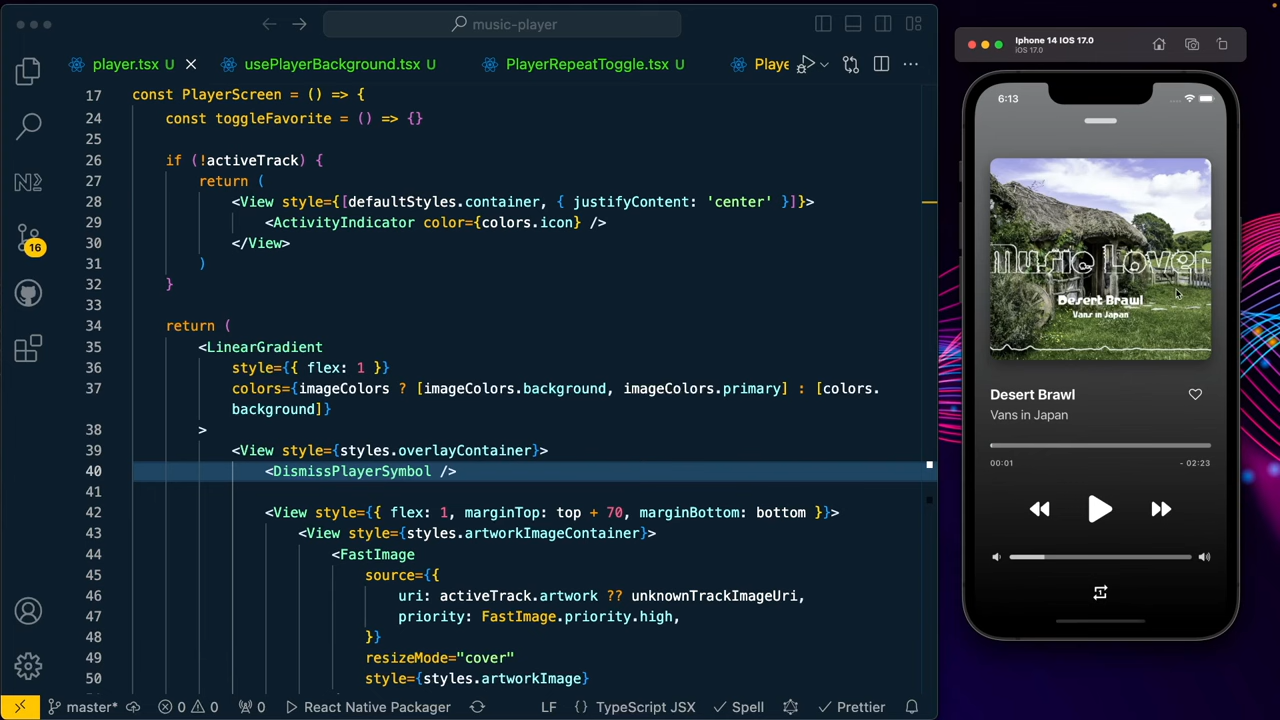 music-player
player.tsx U
usePlayerBackground.tsx U
PlayerRepeatToggle.tsx U
Playe
17 const PlayerScreen = () => {
24 const toggleFavorite = () => {}
25
26 if (!activeTrack) {
27 return (
28 <View style={[defaultStyles.container, { justifyContent: 'center' }]}>
29 <ActivityIndicator color={colors.icon} />
30 </View>
31 )
32 }
33
34 return (
35 <LinearGradient
36 style={{ flex: 1 }}
37 colors={imageColors ? [imageColors.background, imageColors.primary] : [colors.
background]}
38 >
39 <View style={styles.overlayContainer}>
40 <DismissPlayerSymbol />
41
42 <View style={{ flex: 1, marginTop: top + 70, marginBottom: bottom }}>
43 <View style={styles.artworkImageContainer}>
44 <FastImage
45 source={{
46 uri: activeTrack.artwork ?? unknownTrackImageUri,
47 priority: FastImage.priority.high,
48 }}
49 resizeMode="cover"
50 style={styles.artworkImage}
16
master*
0
0
0
React Native Packager
LF
{} TypeScript JSX
Spell
Prettier
Iphone 14 IOS 17.0
iOS 17.0
6:13
Music Lover
Desert Brawl
Vans in Japan
Desert Brawl
Vans in Japan
00:01
- 02:23
1